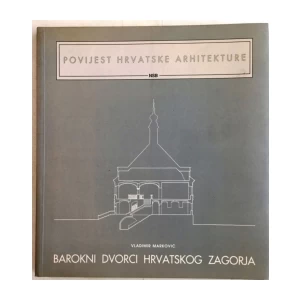 POVIJEST HRVATSKE ARHITEKTURE
VLADIMIR MARKOVIĆ
BAROKNI DVORCI HRVATSKOG ZAGORJA